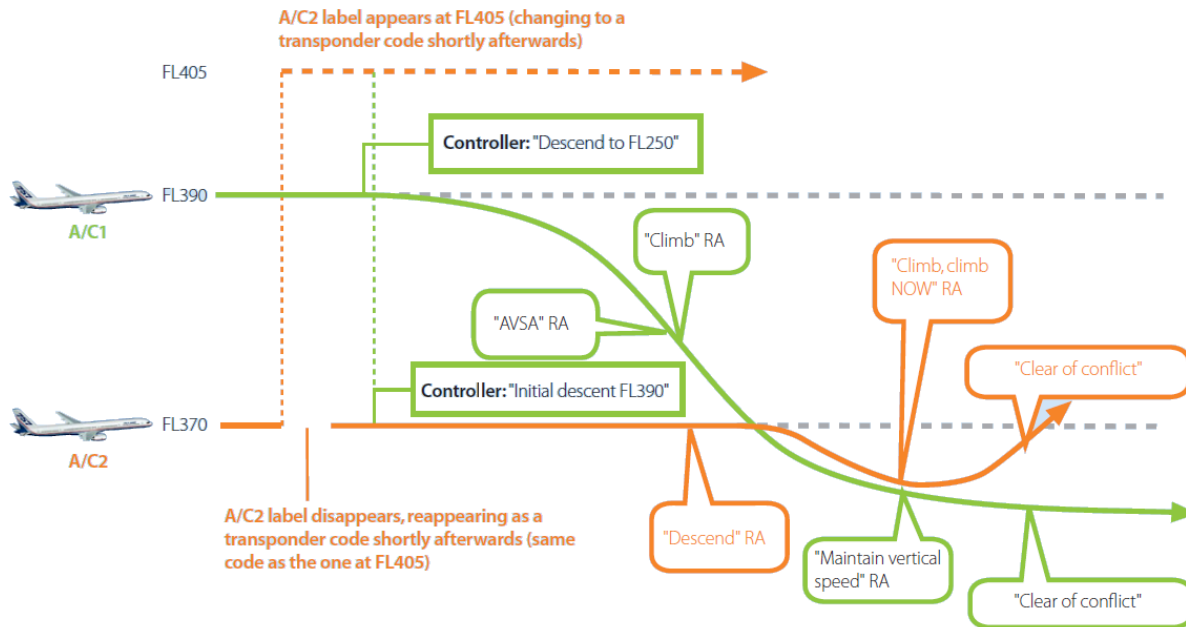 A/C2 label appears at FL405 (changing to a
transponder code shortly afterwards)
FL405
Controller: "Descend to FL250"
FL390
A/C1
"Climb" RA
"Climb, climb
NOW" RA
"AVSA" RA
"Clear of conflict"
Controller: "Initial descent FL390"
FL370
A/C2
A/C2 label disappears, reappearing as a
transponder code shortly afterwards (same
code as the one at FL405)
"Descend" RA
"Maintain vertical
speed" RA
"Clear of conflict"